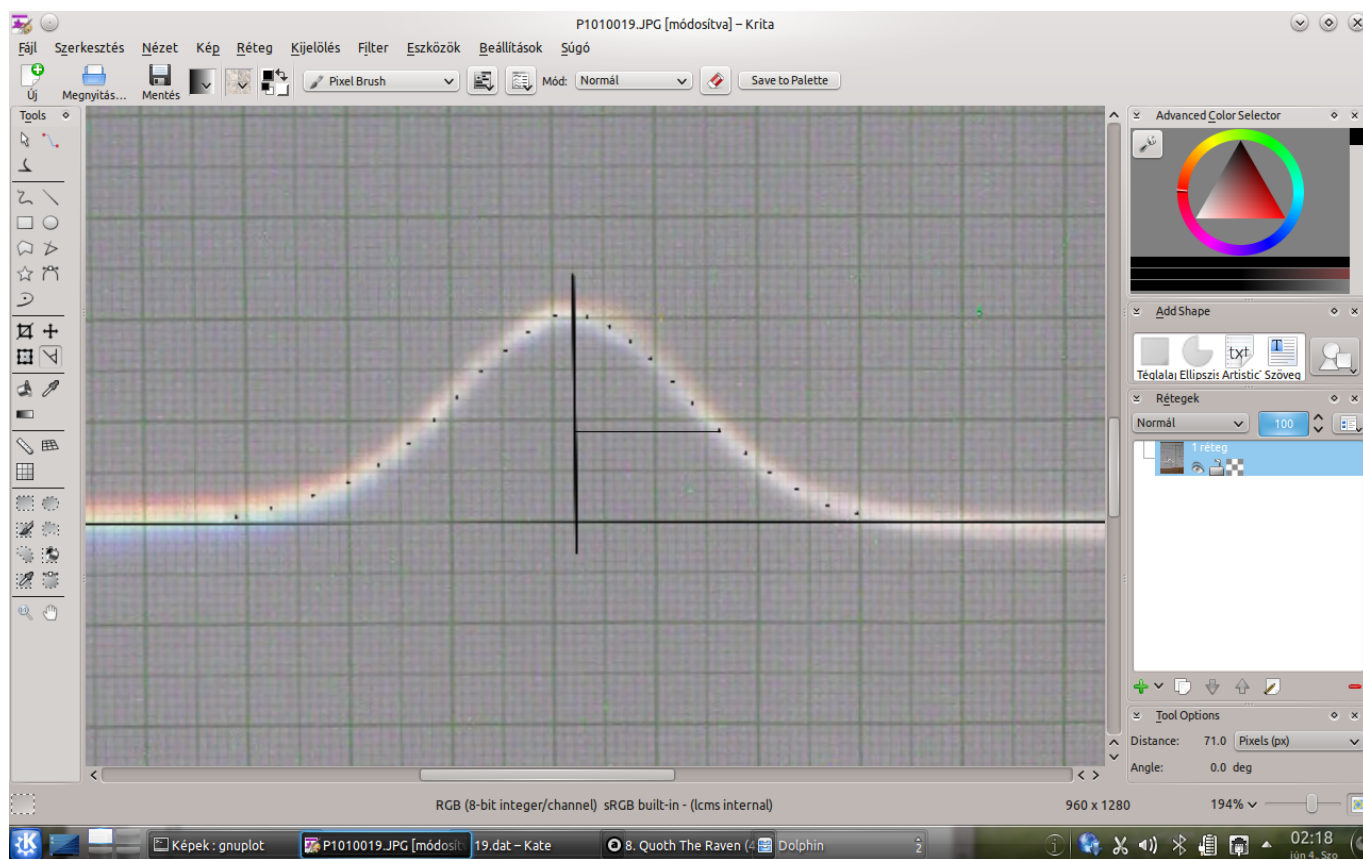 P1010019.JPG [módosítva] – Krita
Fájl Szerkesztés Nézet Kép Réteg Kijelölés Filter Eszközök Beállítások Súgó
Új Megnyitás... Mentés Pixel Brush Mód: Normál Save to Palette
Tools
Advanced Color Selector
Add Shape
txt T
Téglalaj Ellipszis Artistic Szöveg
Rétegek
Normál 100
1 réteg
Tool Options
Distance: 71.0 Pixels (px)
Angle: 0.0 deg
RGB (8-bit integer/channel) sRGB built-in - (lcms internal) 960 x 1280 194%
Képek : gnuplot P1010019.JPG [módosít 19.dat – Kate 8. Quoth The Raven (4 Dolphin 2 02:18
jún 4. Szo